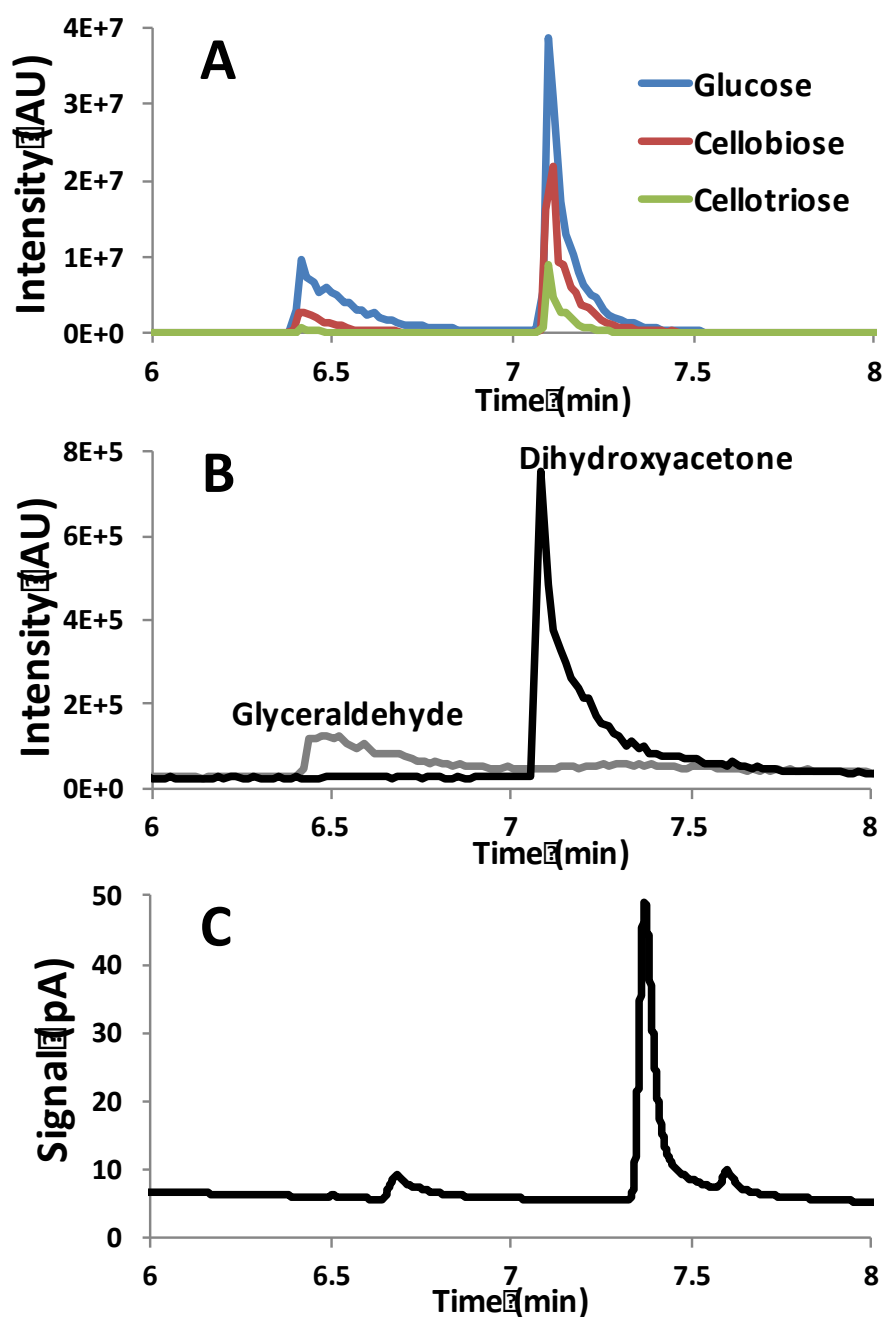 A
Intensity (AU)
4E+7
3E+7
2E+7
1E+7
0E+0
Glucose
Cellobiose
Cellotriose
6
6.5
7
7.5
8
Time (min)
B
Intensity (AU)
8E+5
6E+5
4E+5
2E+5
0E+0
Dihydroxyacetone
Glyceraldehyde
6
6.5
7
7.5
8
Time (min)
C
Signal (pA)
50
40
30
20
10
0
6
6.5
7
7.5
8
Time (min)